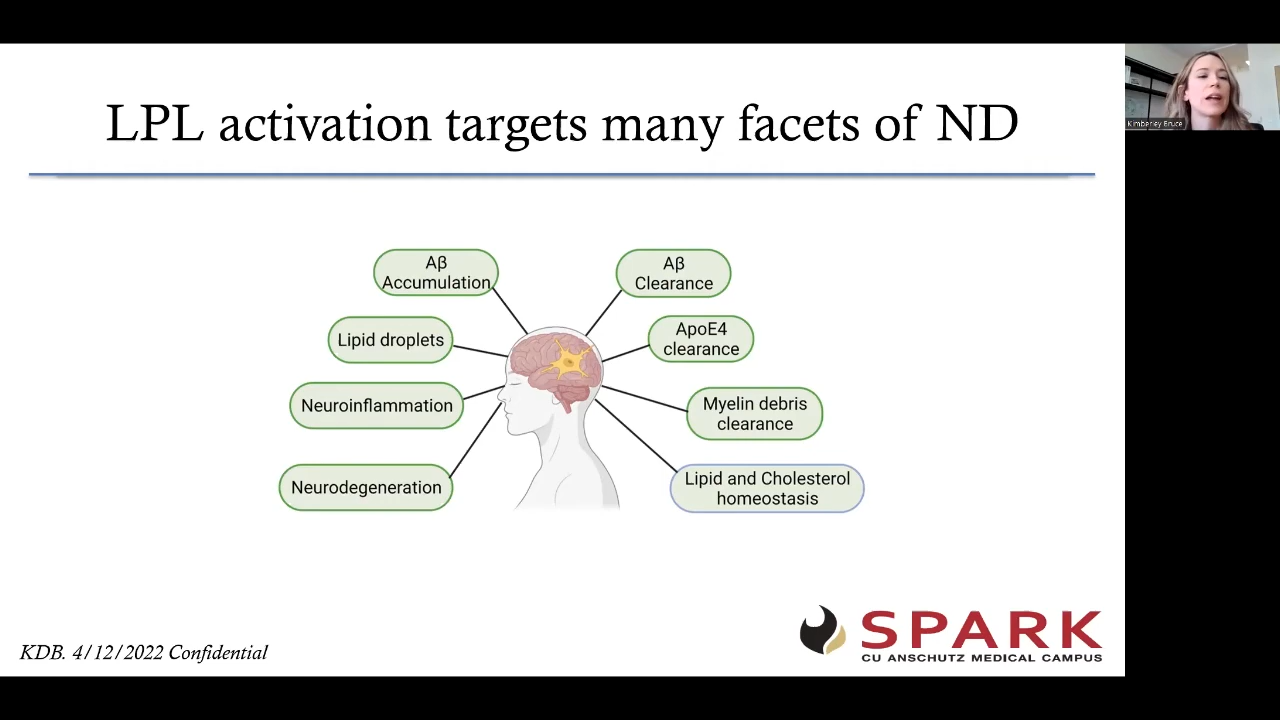 LPL activation targets many facets of ND
Aβ
Accumulation
Aβ
Clearance
Lipid droplets
ApoE4
clearance
Neuroinflammation
Myelin debris
clearance
Neurodegeneration
Lipid and Cholesterol
homeostasis
KDB. 4/12/2022 Confidential
SPARK
CU ANSCHUTZ MEDICAL CAMPUS
Kimberley Bruce